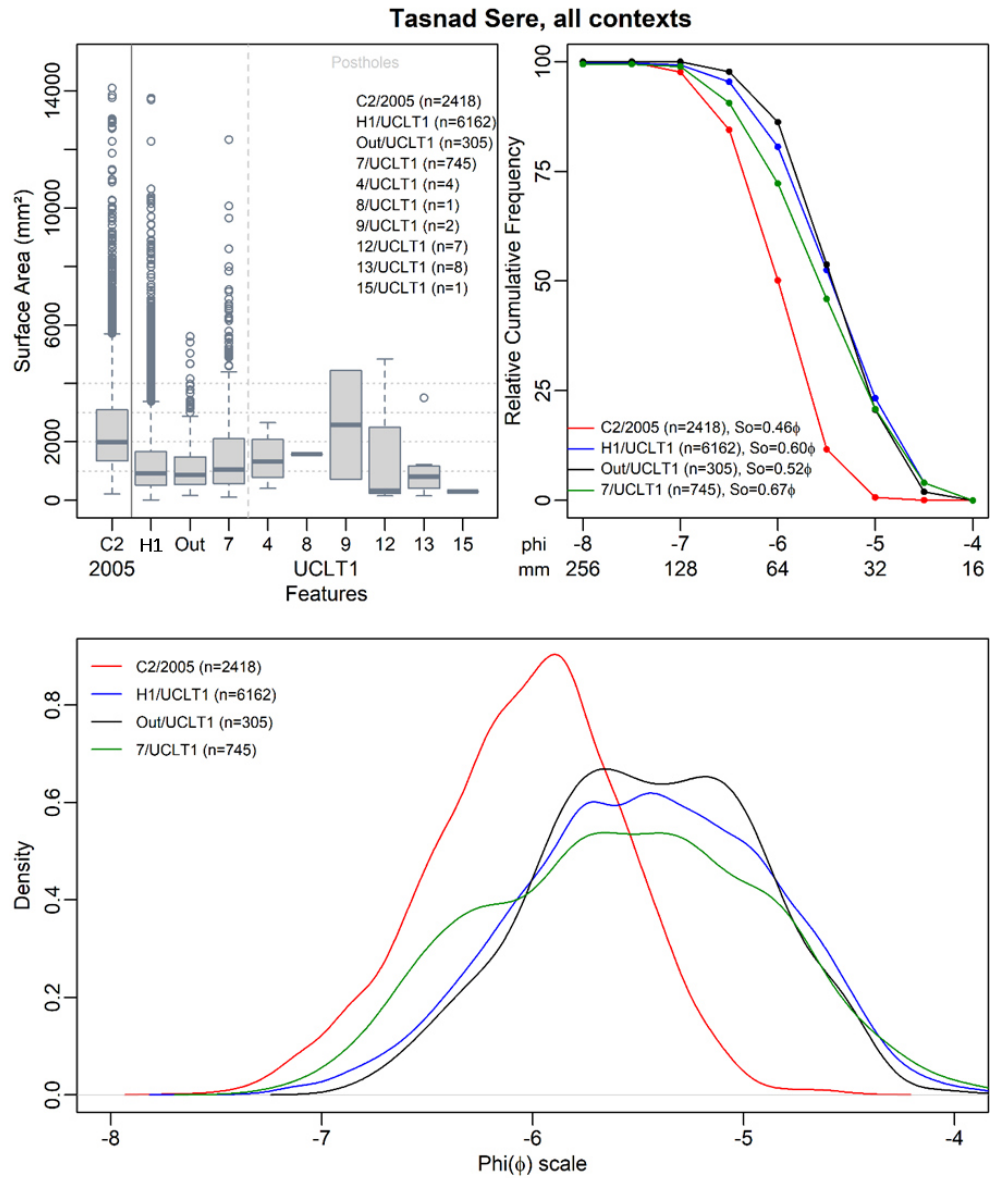 Tasnad Sere, all contexts
Postholes
C2/2005 (n=2418)
H1/UCLT1 (n=6162)
Out/UCLT1 (n=305)
7/UCLT1 (n=745)
4/UCLT1 (n=4)
8/UCLT1 (n=1)
9/UCLT1 (n=2)
12/UCLT1 (n=7)
13/UCLT1 (n=8)
15/UCLT1 (n=1)
Surface Area (mm²)
14000
10000
6000
2000
0
C2 H1 Out 7 4 8 9 12 13 15
2005 UCLT1
Features
Relative Cumulative Frequency
100
75
50
25
0
C2/2005 (n=2418), So=0.46ϕ
H1/UCLT1 (n=6162), So=0.60ϕ
Out/UCLT1 (n=305), So=0.52ϕ
7/UCLT1 (n=745), So=0.67ϕ
phi -8 -7 -6 -5 -4
mm 256 128 64 32 16
C2/2005 (n=2418)
H1/UCLT1 (n=6162)
Out/UCLT1 (n=305)
7/UCLT1 (n=745)
Density
0.8
0.6
0.4
0.2
0.0
-8 -7 -6 -5 -4
Phi(ϕ) scale